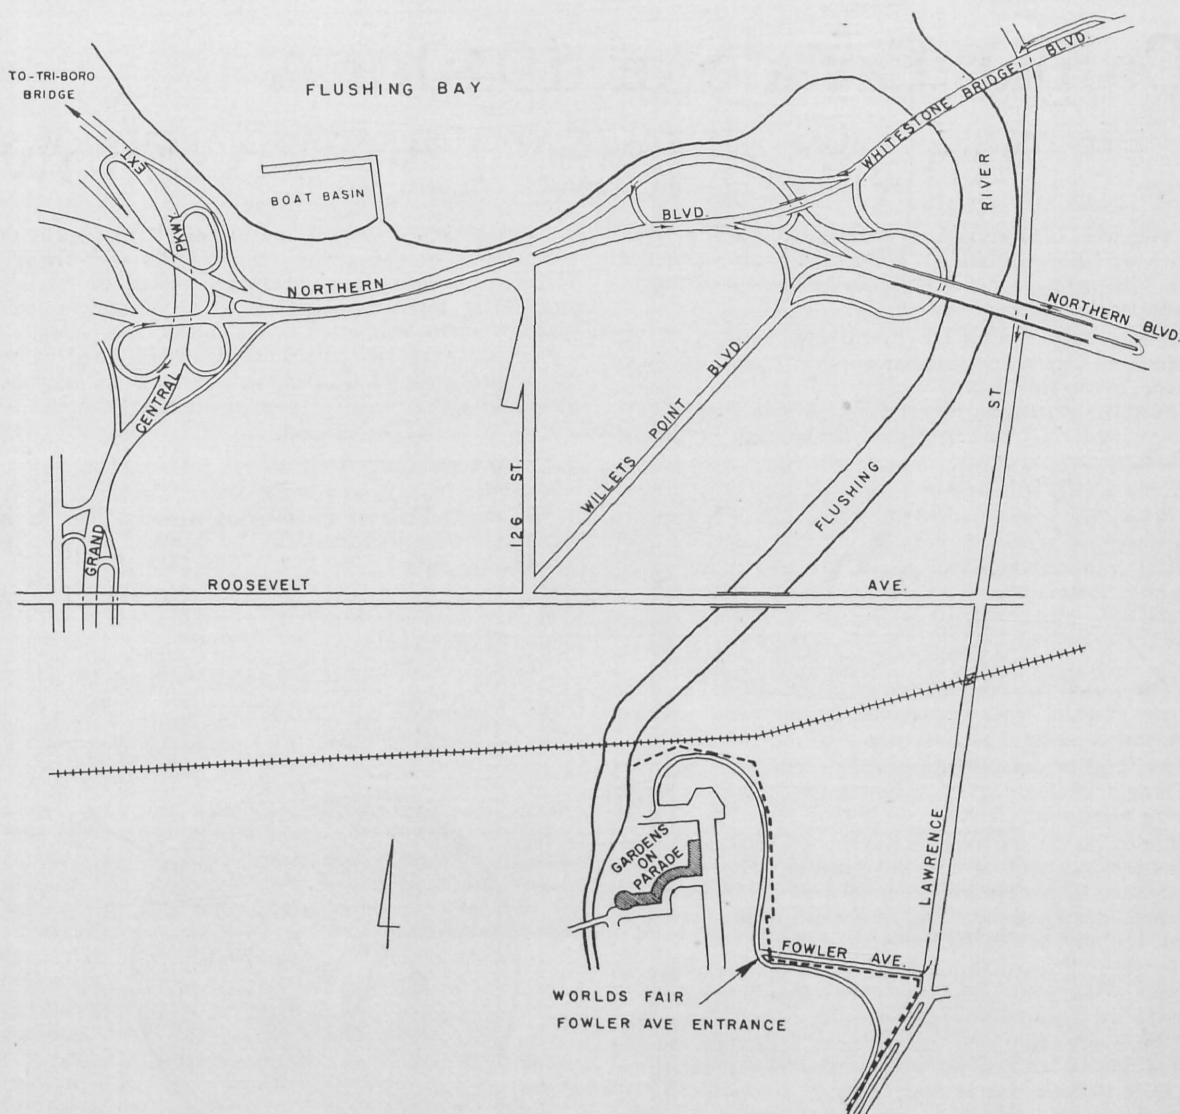 TO-TRI-BORO
BRIDGE
FLUSHING BAY
BOAT BASIN
EXT
PKWY
CENTRAL
GRAND
NORTHERN
BLVD.
WHITESTONE BRIDGE BLVD.
RIVER
NORTHERN BLVD.
WILLETS POINT BLVD.
126 ST.
FLUSHING
ST
ROOSEVELT
AVE.
LAWRENCE
GARDENS
ON
PARADE
FOWLER AVE.
WORLDS FAIR
FOWLER AVE ENTRANCE